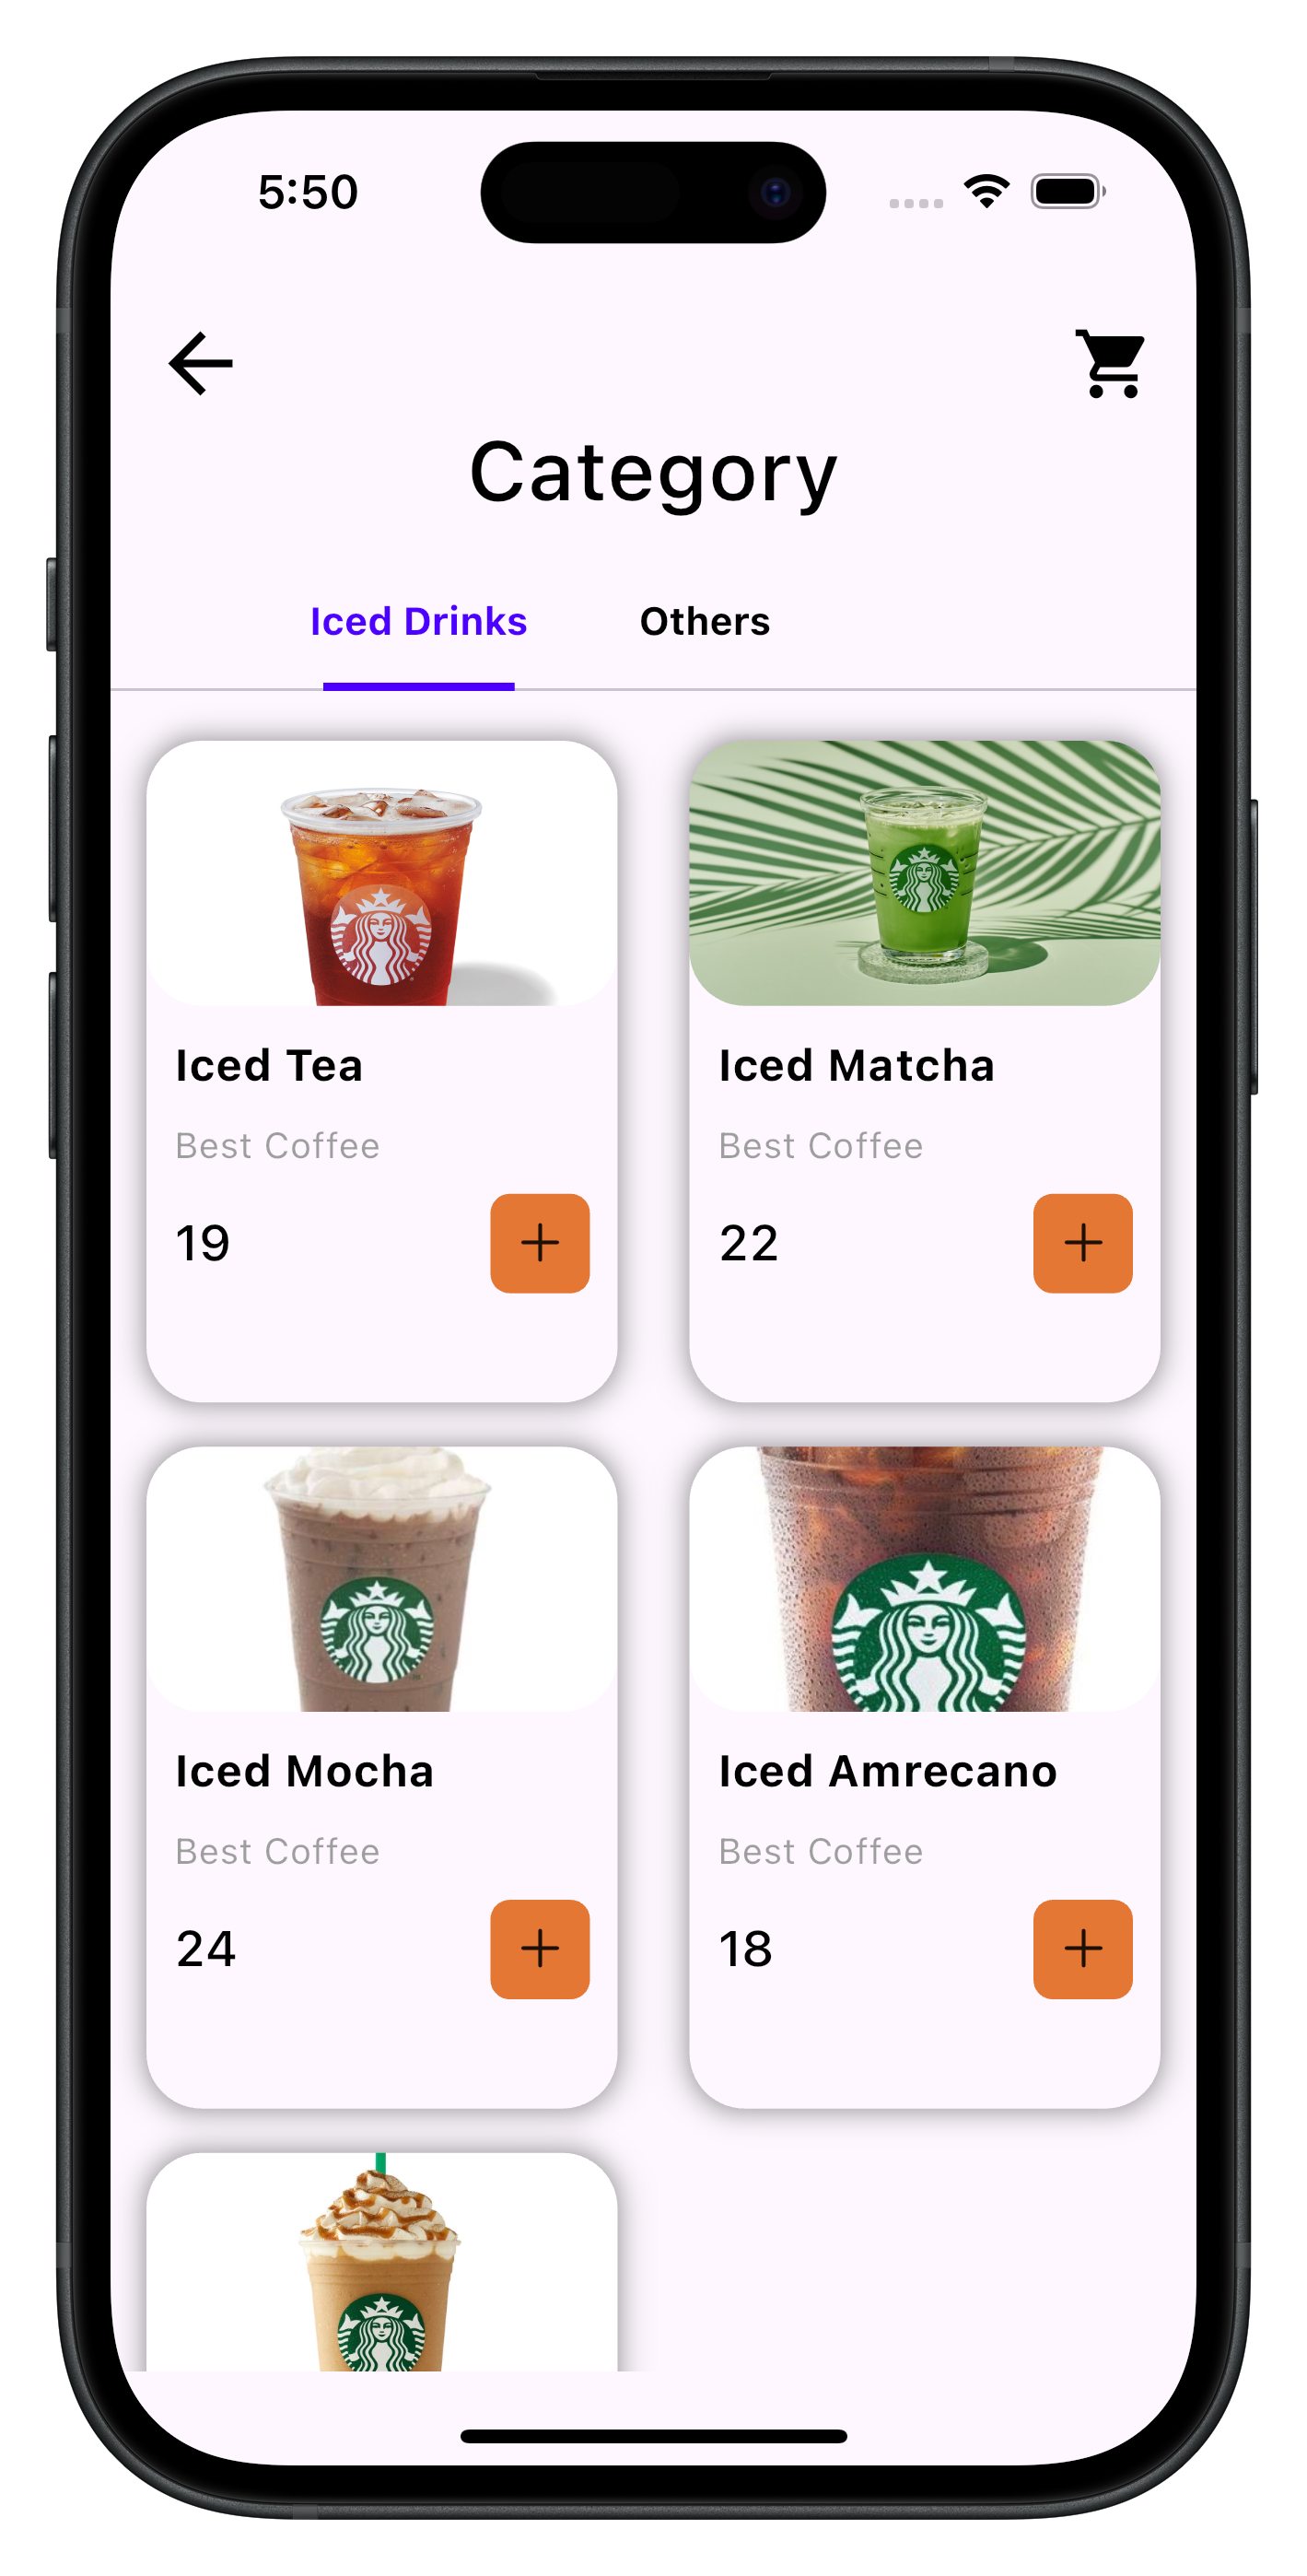 5:50
Category
Iced Drinks Others
Iced Tea
Best Coffee
19
Iced Matcha
Best Coffee
22
Iced Mocha
Best Coffee
24
Iced Amrecano
Best Coffee
18